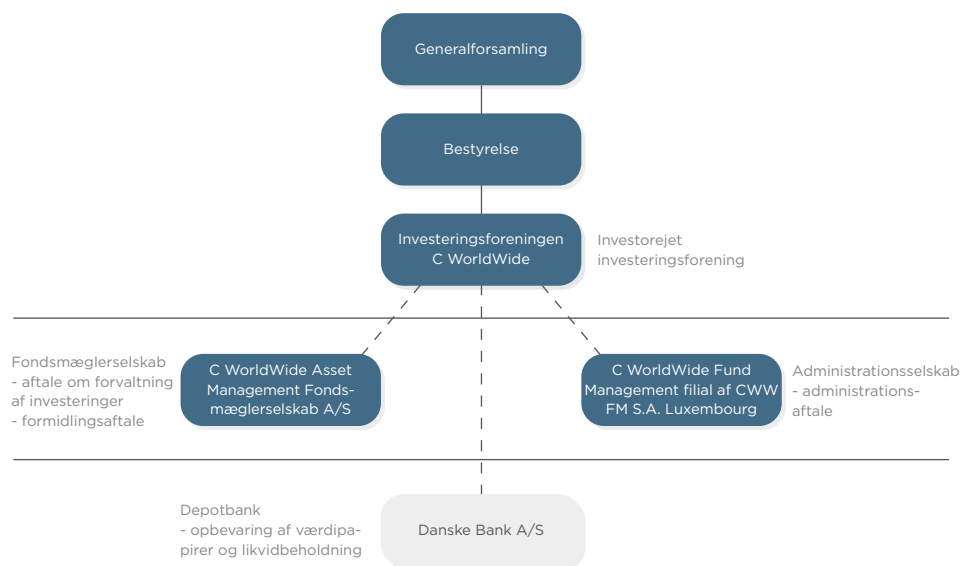 Generalforsamling
Bestyrelse
Investeringsforeningen
C WorldWide
Investorejet
investeringsforening
Fondsmæglerselskab
- aftale om forvaltning
af investeringer
- formidlingsaftale
C WorldWide Asset
Management Fonds-
mæglerselskab A/S
C WorldWide Fund
Management filial af CWW
FM S.A. Luxembourg
Administrationsselskab
- administrations-
aftale
Depotbank
- opbevaring af værdipa-
pirer og likvidbeholdning
Danske Bank A/S